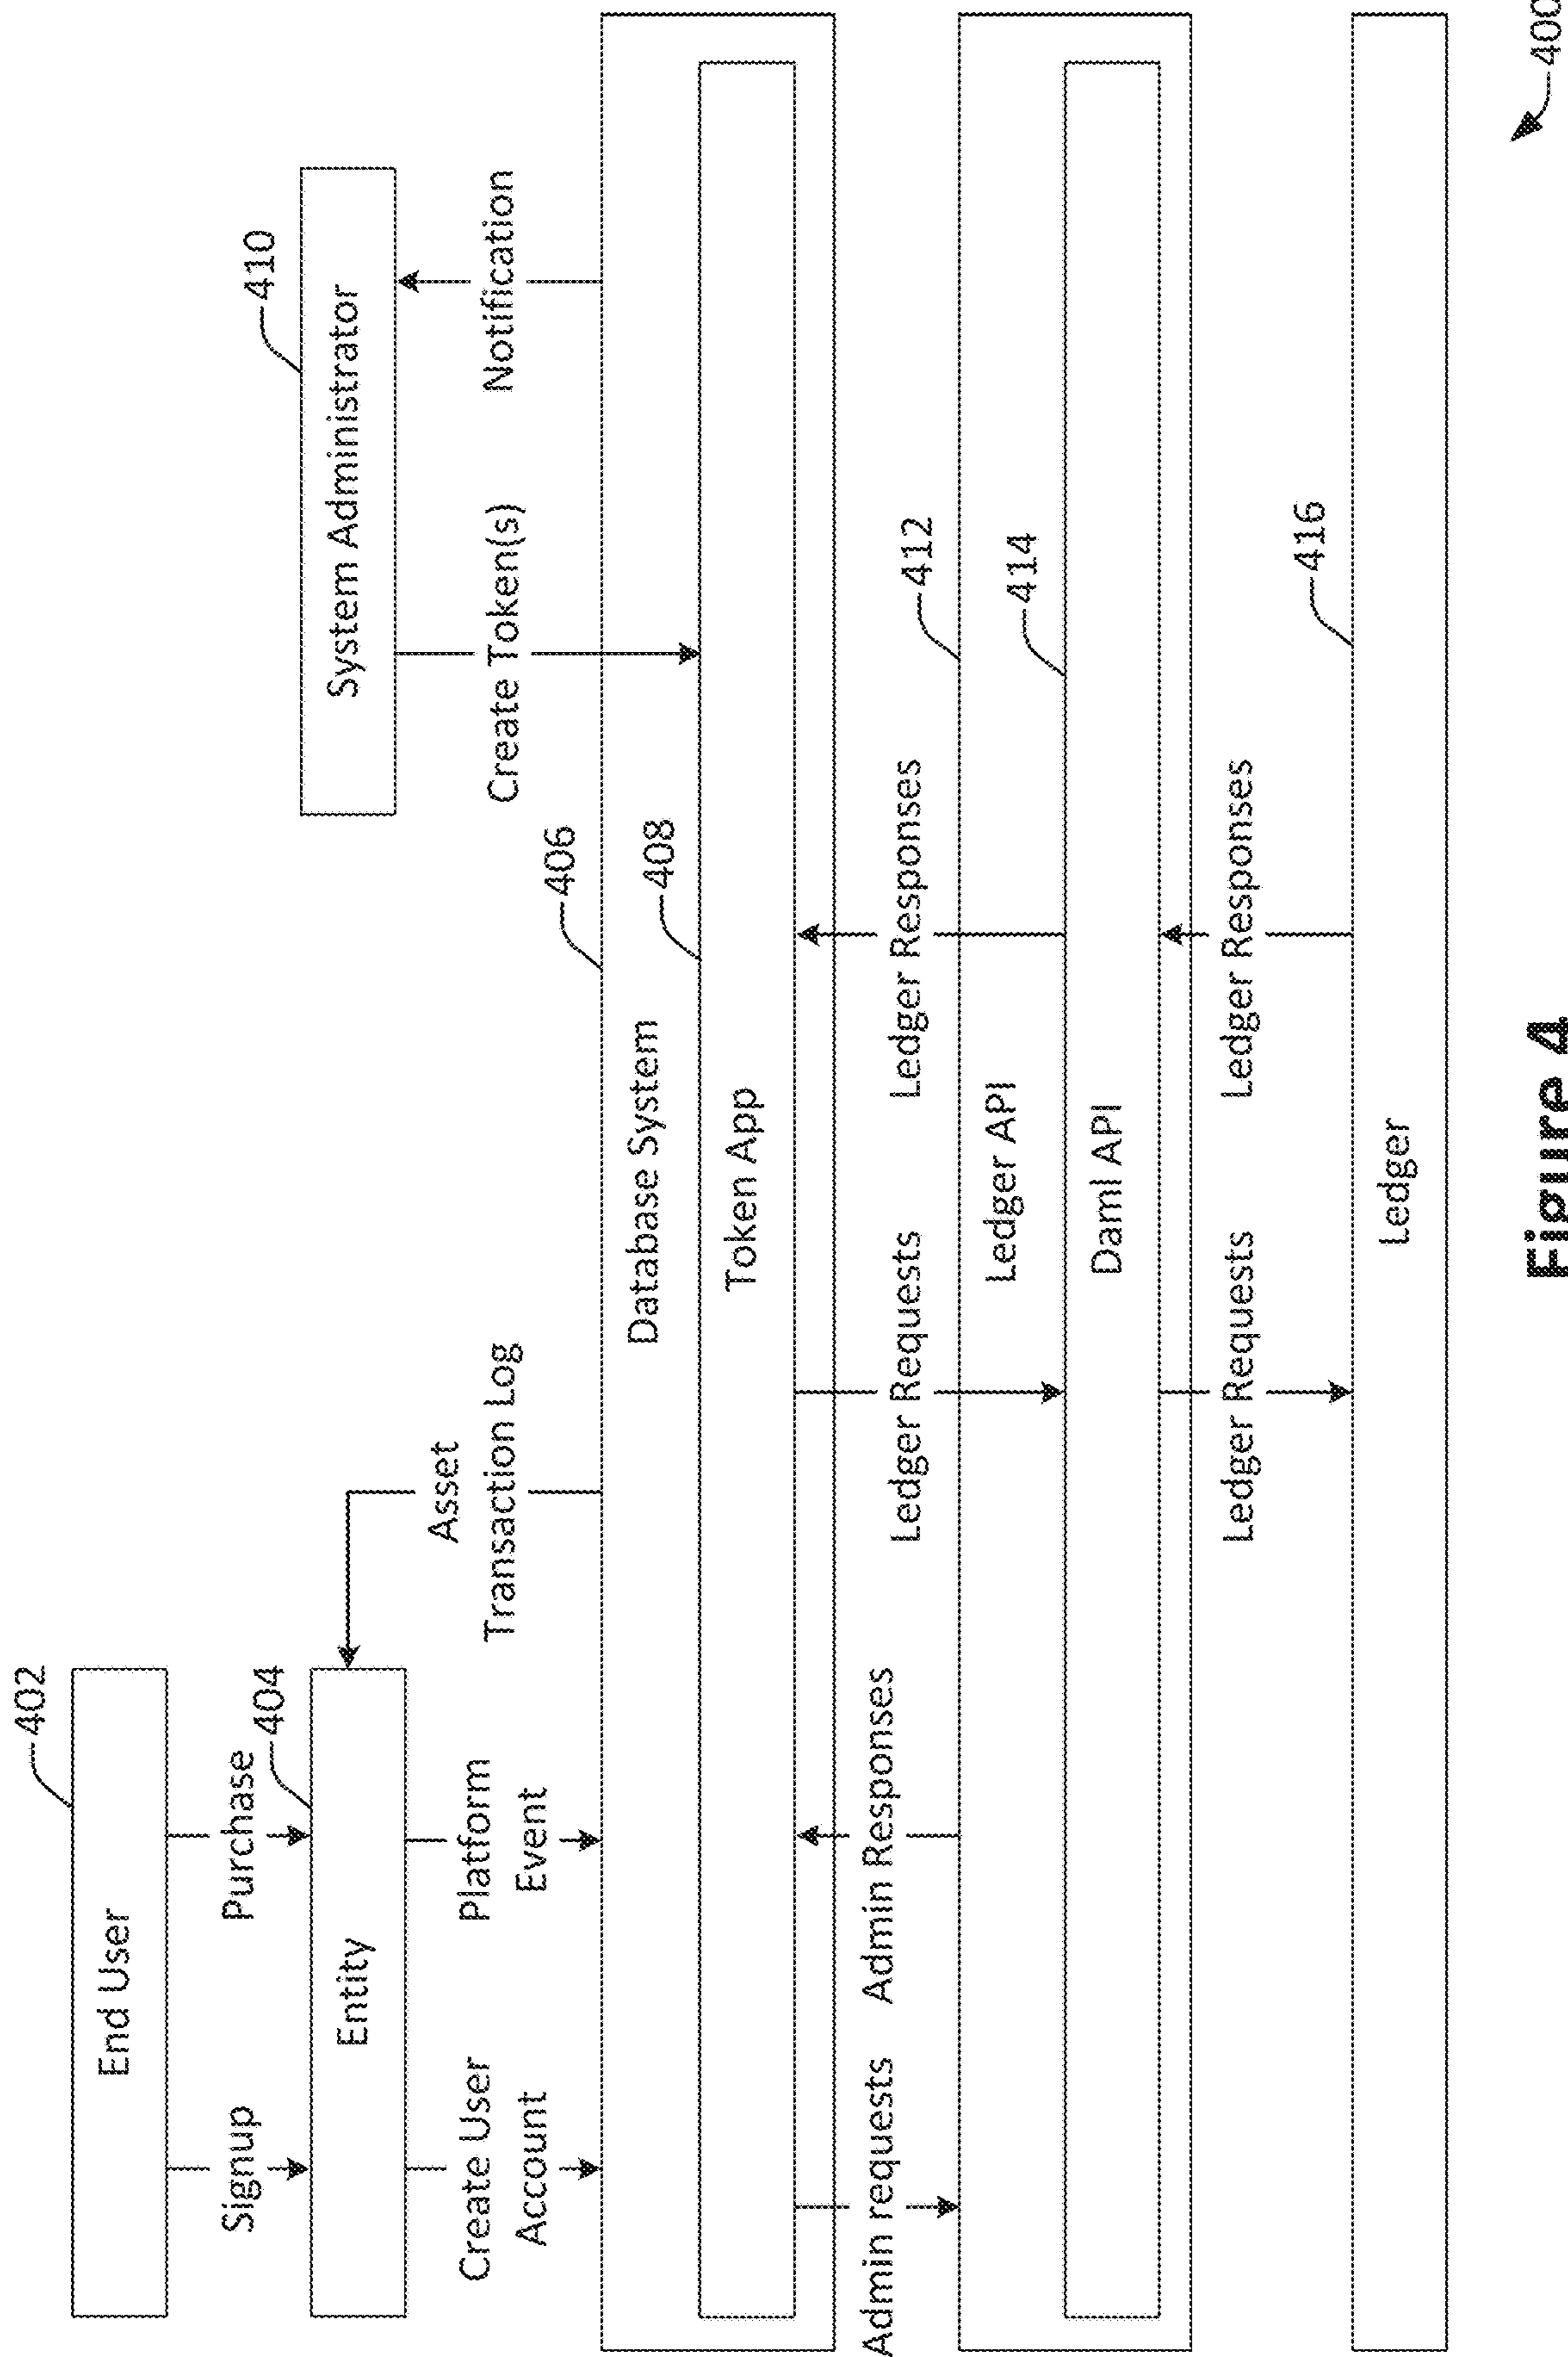 402
End User
Signup
Purchase
404
Entity
Create User
Account
Platform
Event
Asset
Transaction Log
410
System Administrator
Create Token(s)
Notification
406
Database System
408
Token App
Admin requests
Admin Responses
Ledger Requests
Ledger Responses
412
Ledger API
414
Daml API
Ledger Requests
Ledger Responses
416
Ledger
400
Figure 4